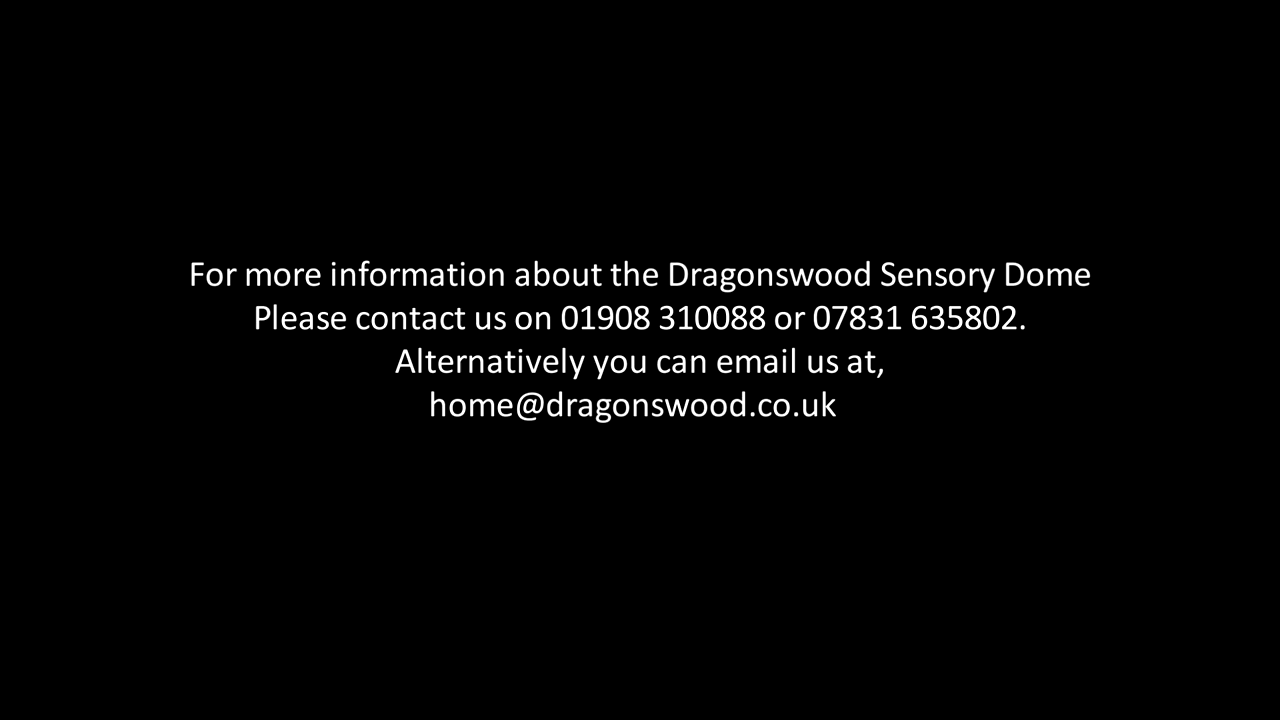 For more information about the Dragonswood Sensory Dome
Please contact us on 01908 310088 or 07831 635802.
Alternatively you can email us at,
home@dragonswood.co.uk